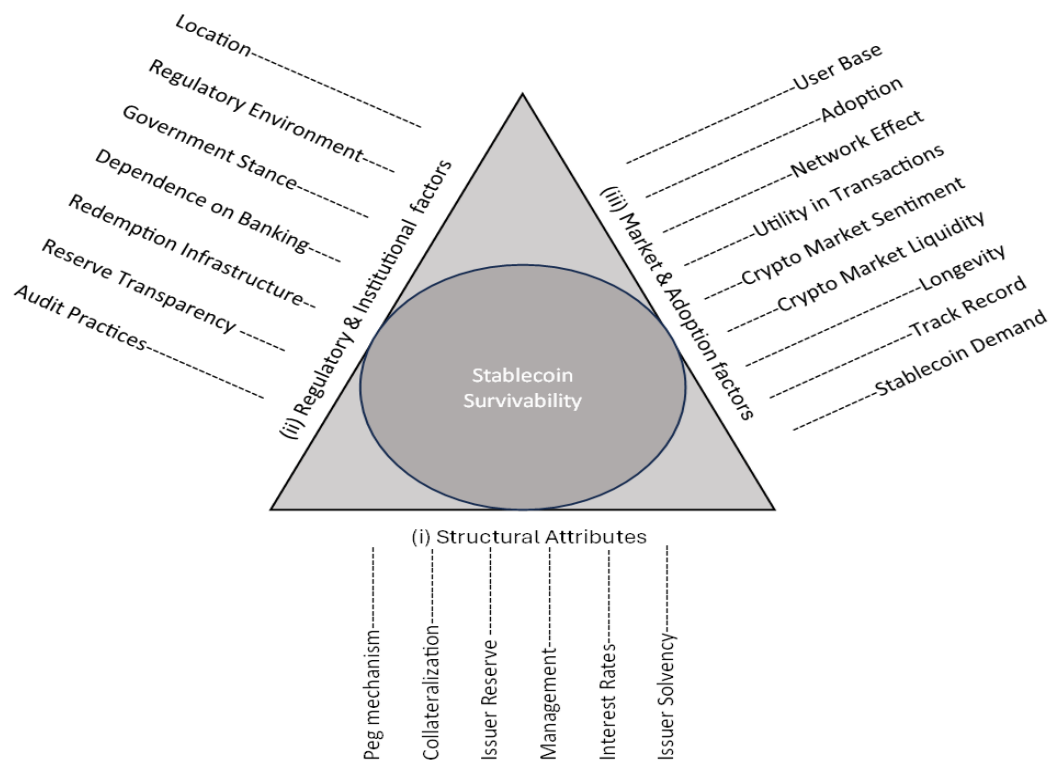 Location
Regulatory Environment
Government Stance
Dependence on Banking
Redemption Infrastructure
Reserve Transparency
Audit Practices
(ii) Regulatory & Institutional factors
User Base
Adoption
Network Effect
Utility in Transactions
Crypto Market Sentiment
Crypto Market Liquidity
Longevity
Track Record
Stablecoin Demand
(iii) Market & Adoption factors
Stablecoin
Survivability
(i) Structural Attributes
Peg mechanism
Collateralization
Issuer Reserve
Management
Interest Rates
Issuer Solvency